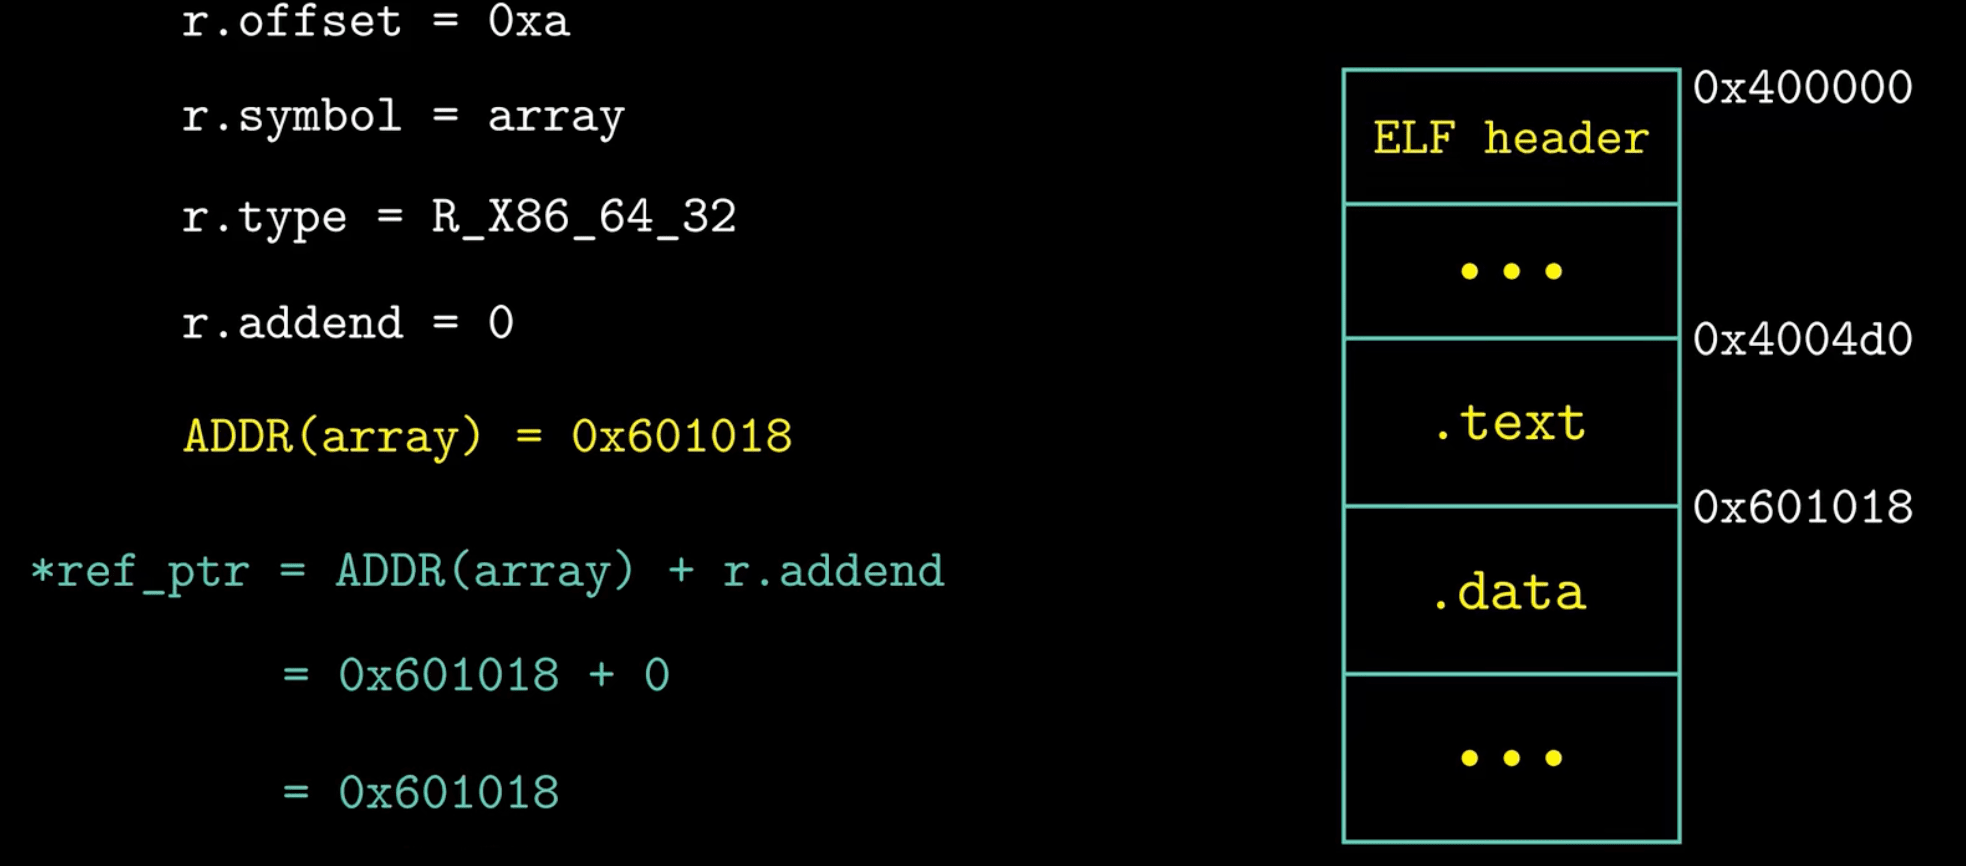 r.offset = 0xa
r.symbol = array
r.type = R_X86_64_32
r.addend = 0
ADDR(array) = 0x601018
*ref_ptr = ADDR(array) + r.addend
= 0x601018 + 0
= 0x601018
0x400000
ELF header
•••
0x4004d0
.text
0x601018
.data
•••